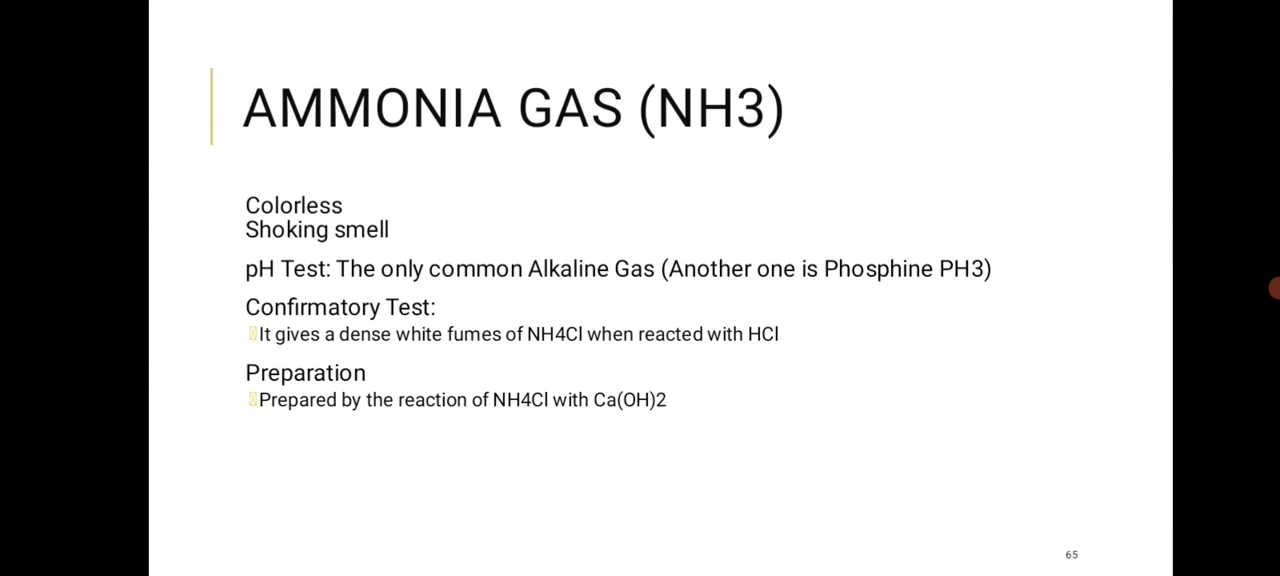 AMMONIA GAS (NH3)
Colorless
Shoking smell
pH Test: The only common Alkaline Gas (Another one is Phosphine PH3)
Confirmatory Test:
It gives a dense white fumes of NH4Cl when reacted with HCl
Preparation
Prepared by the reaction of NH4Cl with Ca(OH)2
65